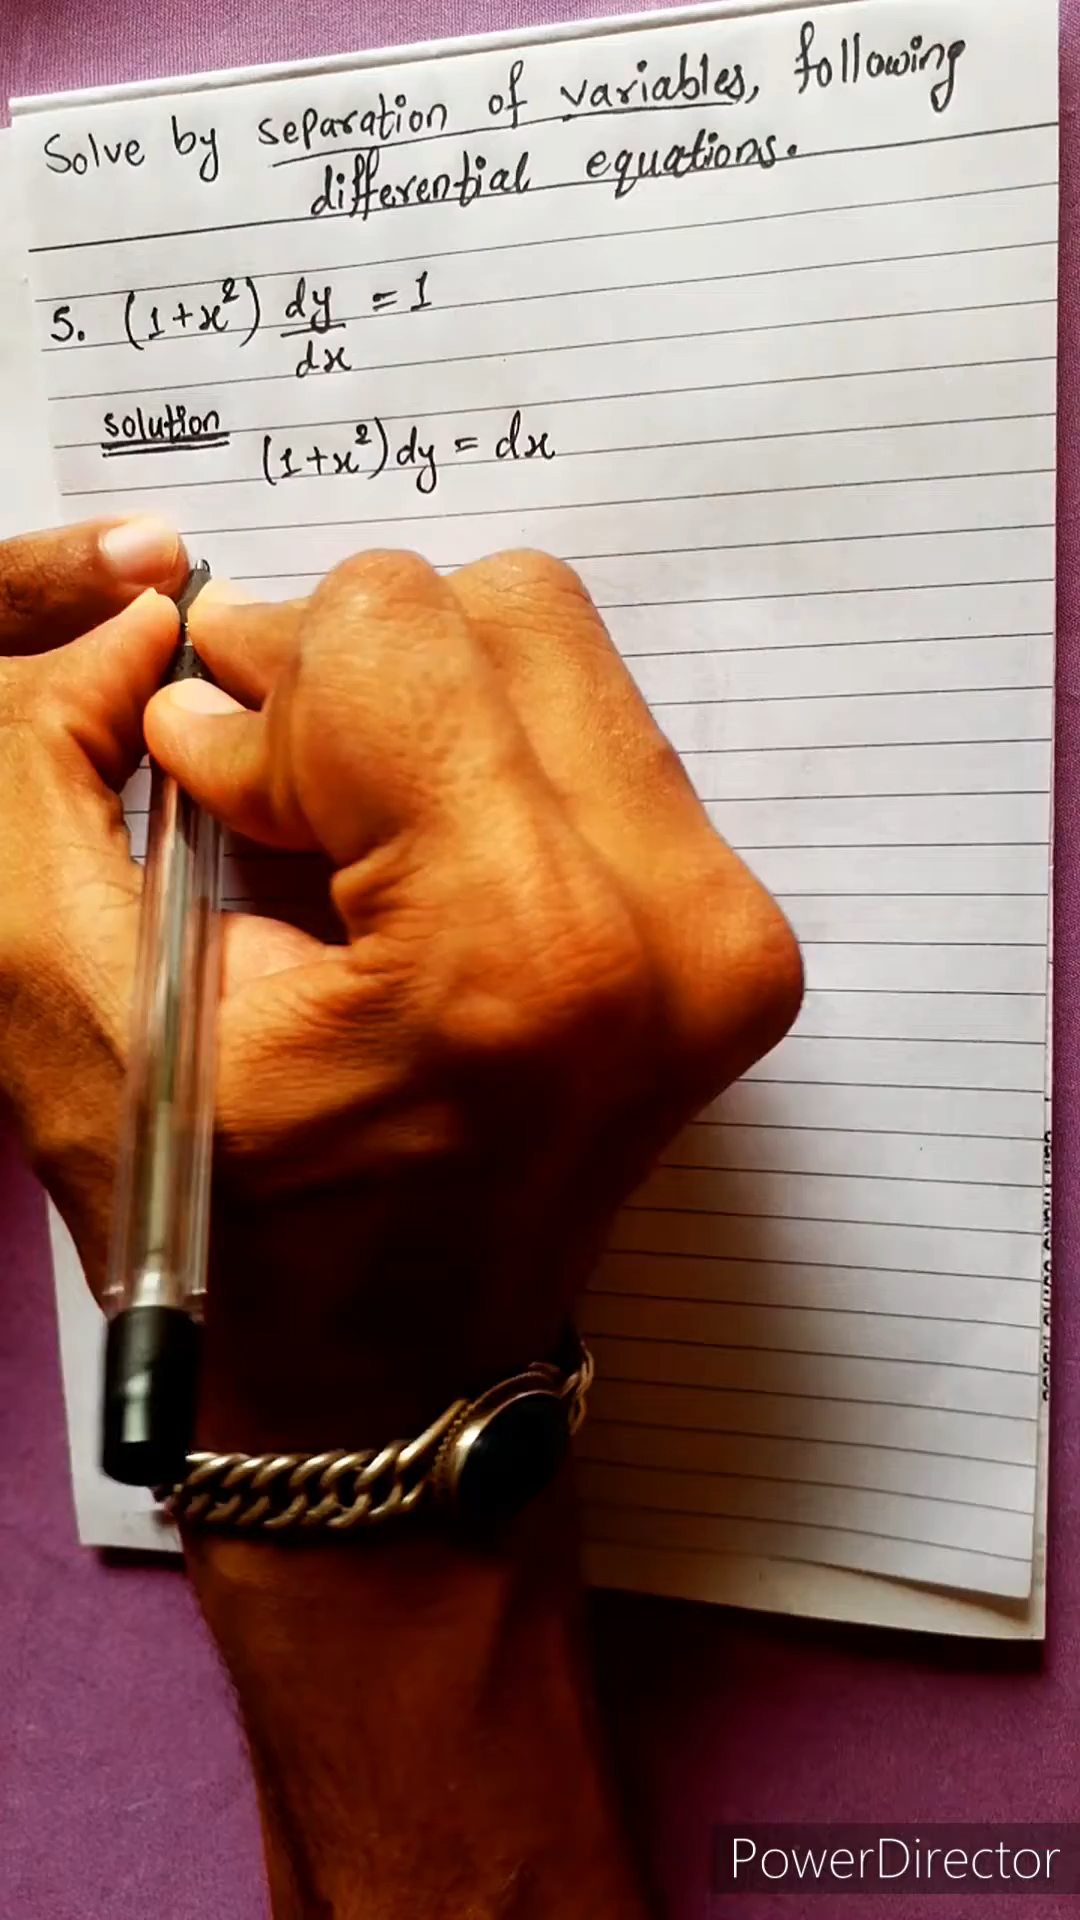 Solve by separation of variables, following
differential equations.
5. (1+x²) dy/dx = 1
solution
(1+x²) dy = dx
PowerDirector